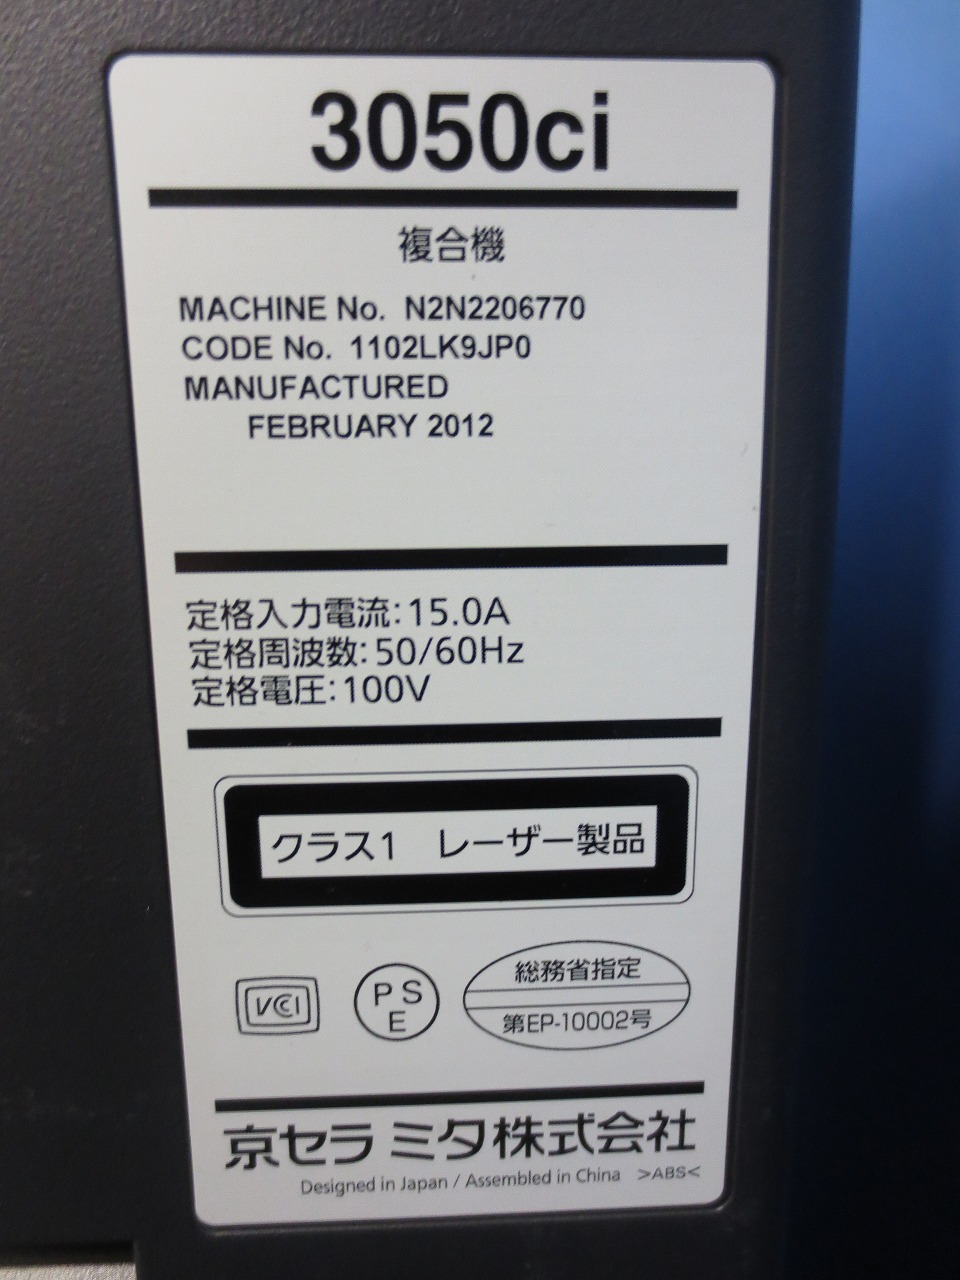 3050ci
複合機
MACHINE No. N2N2206770
CODE No. 1102LK9JP0
MANUFACTURED
FEBRUARY 2012
定格入力電流:15.0A
定格周波数:50/60Hz
定格電圧:100V
クラス1 レーザー製品
VCCI
PS
E
総務省指定
第EP-10002号
京セラミタ株式会社
Designed in Japan / Assembled in China >ABS<